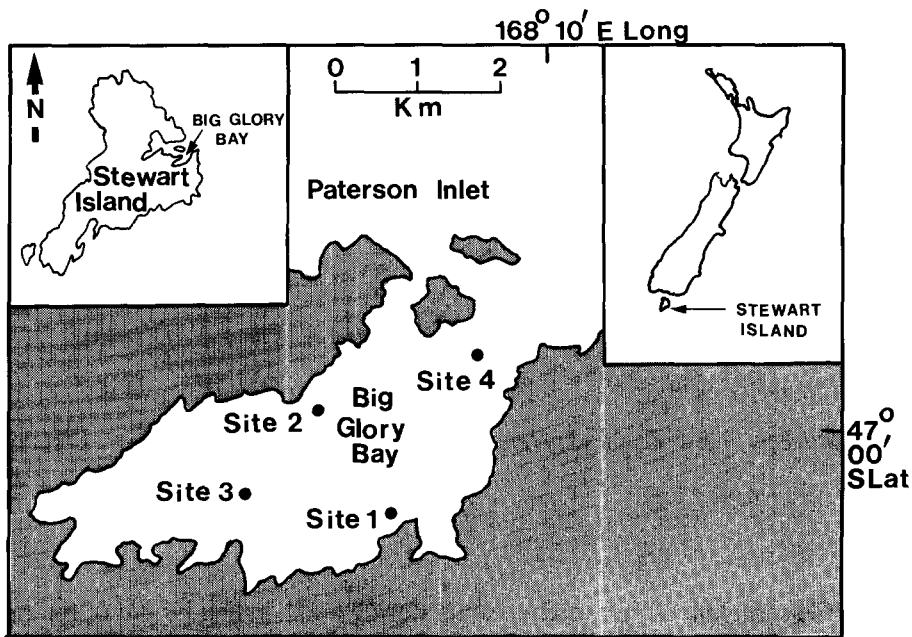 168° 10′ E Long
0 1 2
Km
N
BIG GLORY
BAY
Stewart
Island
Paterson Inlet
STEWART
ISLAND
Site 4
Big
Glory
Bay
Site 2
Site 3
Site 1
47°
00′
SLat